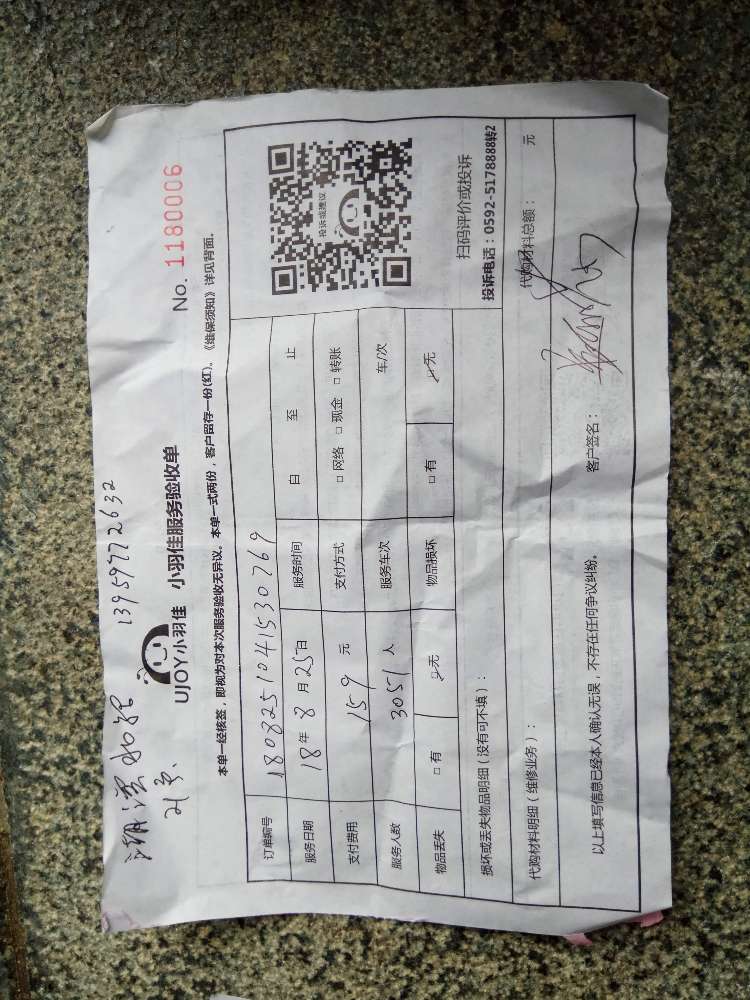 13959772632
21#
UJOY小羽佳 小羽佳服务验收单 No. 1180006
本单一经核签，即视为对本次服务验收无异议。本单一式两份，客户留存一份(红)。《维保须知》详见背面。
订单编号 1808251041530769
服务日期 18年 8月 25日 服务时间 自 至 止
支付费用 159 元 支付方式 □ 网络 □ 现金 □ 转账
服务人数 3051 人 服务车次 车/次
物品丢失 □ 有 ☑无 物品损坏 □ 有 ☑无
投诉或建议
扫码评价或投诉
投诉电话：0592-5178888转2
损坏或丢失物品明细（没有可不填）：
代购材料明细（维修业务）： 代购材料总额： 元
以上填写信息已经本人确认无误，不存在任何争议纠纷。 客户签名：